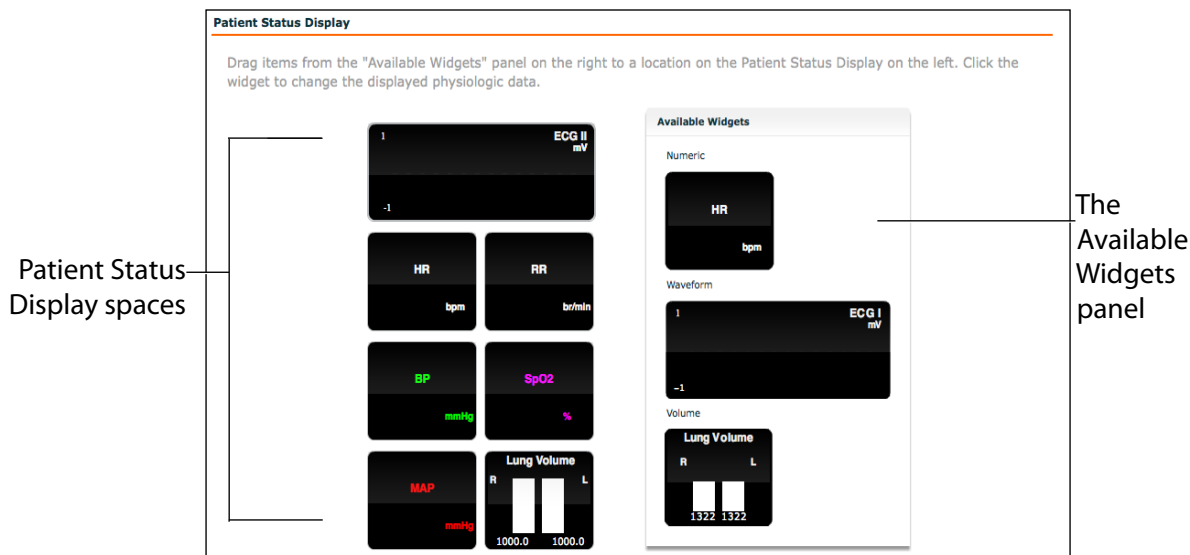 Patient Status Display
Drag items from the "Available Widgets" panel on the right to a location on the Patient Status Display on the left. Click the
widget to change the displayed physiologic data.
Patient Status
Display spaces
1
ECG II
mV
-1
HR
bpm
RR
br/min
BP
mmHg
SpO2
%
MAP
mmHg
Lung Volume
R
L
1000.0 1000.0
Available Widgets
Numeric
HR
bpm
Waveform
1
ECG I
mV
-1
Volume
Lung Volume
R
L
1322 1322
The
Available
Widgets
panel